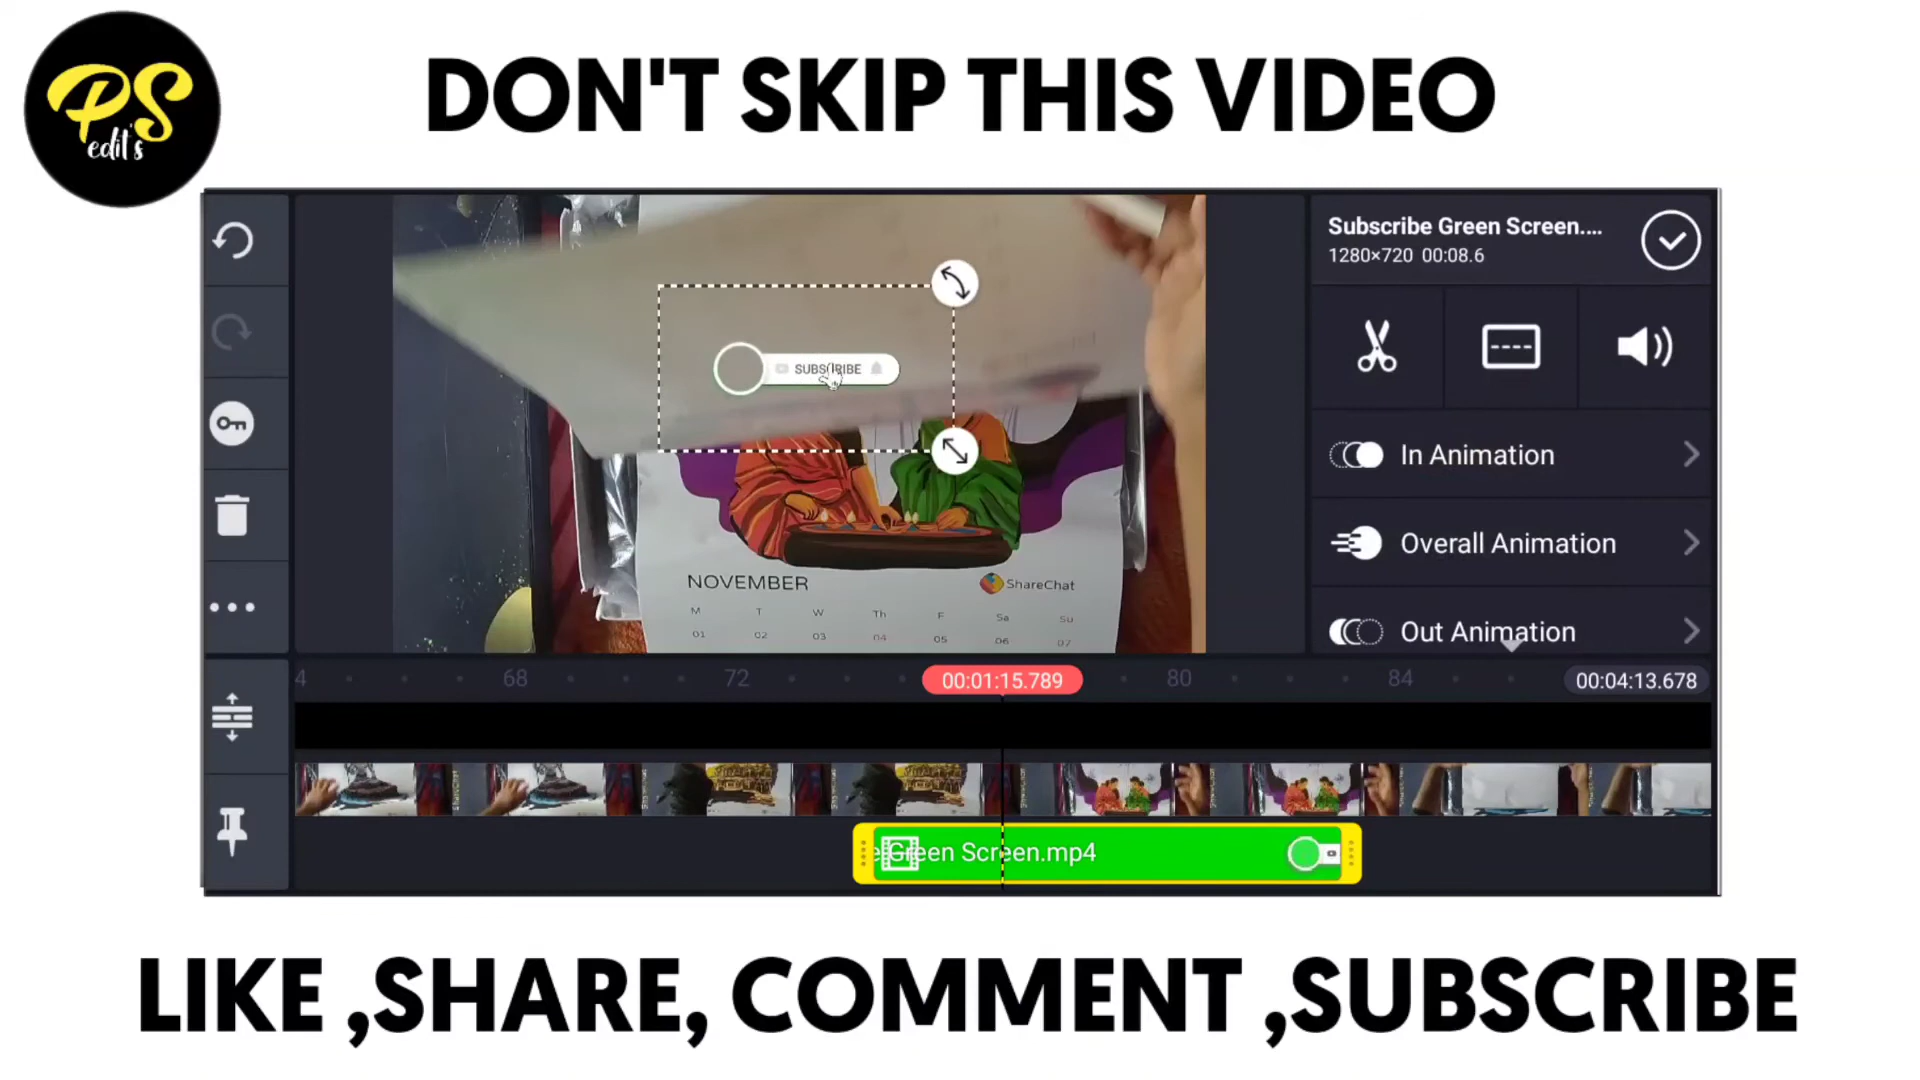 PS
edit's
DON'T SKIP THIS VIDEO
Subscribe Green Screen....
1280×720 00:08.6
SUBSCRIBE
In Animation
Overall Animation
Out Animation
NOVEMBER
ShareChat
M T W Th F Sa Su
01 02 03 04 05 06 07
4 68 72 00:01:15.789 80 84 00:04:13.678
e Green Screen.mp4
LIKE ,SHARE, COMMENT ,SUBSCRIBE